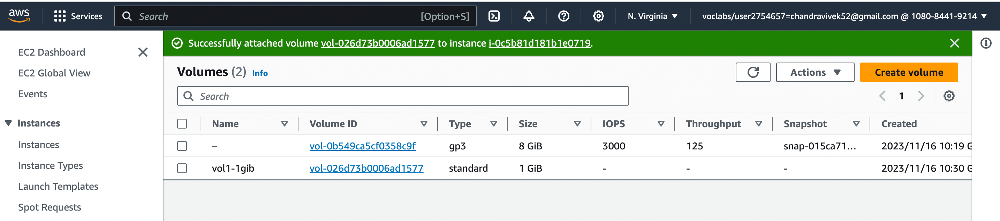 aws
Services
Search [Option+S]
N. Virginia
voclabs/user2754657=chandravivek52@gmail.com @ 1080-8441-9214
EC2 Dashboard
EC2 Global View
Events
Instances
Instances
Instance Types
Launch Templates
Spot Requests
Successfully attached volume vol-026d73b0006ad1577 to instance i-0c5b81d181b1e0719.
Volumes (2) Info
Actions
Create volume
Search
1
Name Volume ID Type Size IOPS Throughput Snapshot Created
– vol-0b549ca5cf0358c9f gp3 8 GiB 3000 125 snap-015ca71... 2023/11/16 10:19 G
vol1-1gib vol-026d73b0006ad1577 standard 1 GiB - - - 2023/11/16 10:30 G